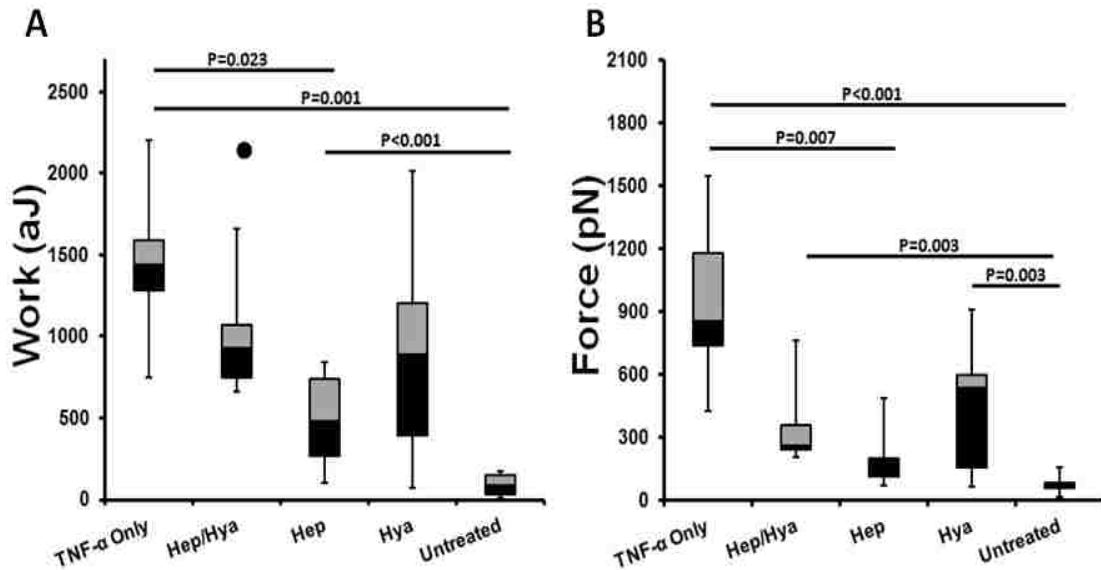 A
Work (aJ)
2500
2000
1500
1000
500
0
P=0.023
P=0.001
P<0.001
TNF-α Only
Hep/Hya
Hep
Hya
Untreated
B
Force (pN)
2100
1800
1500
1200
900
600
300
0
P<0.001
P=0.007
P=0.003
P=0.003
TNF-α Only
Hep/Hya
Hep
Hya
Untreated